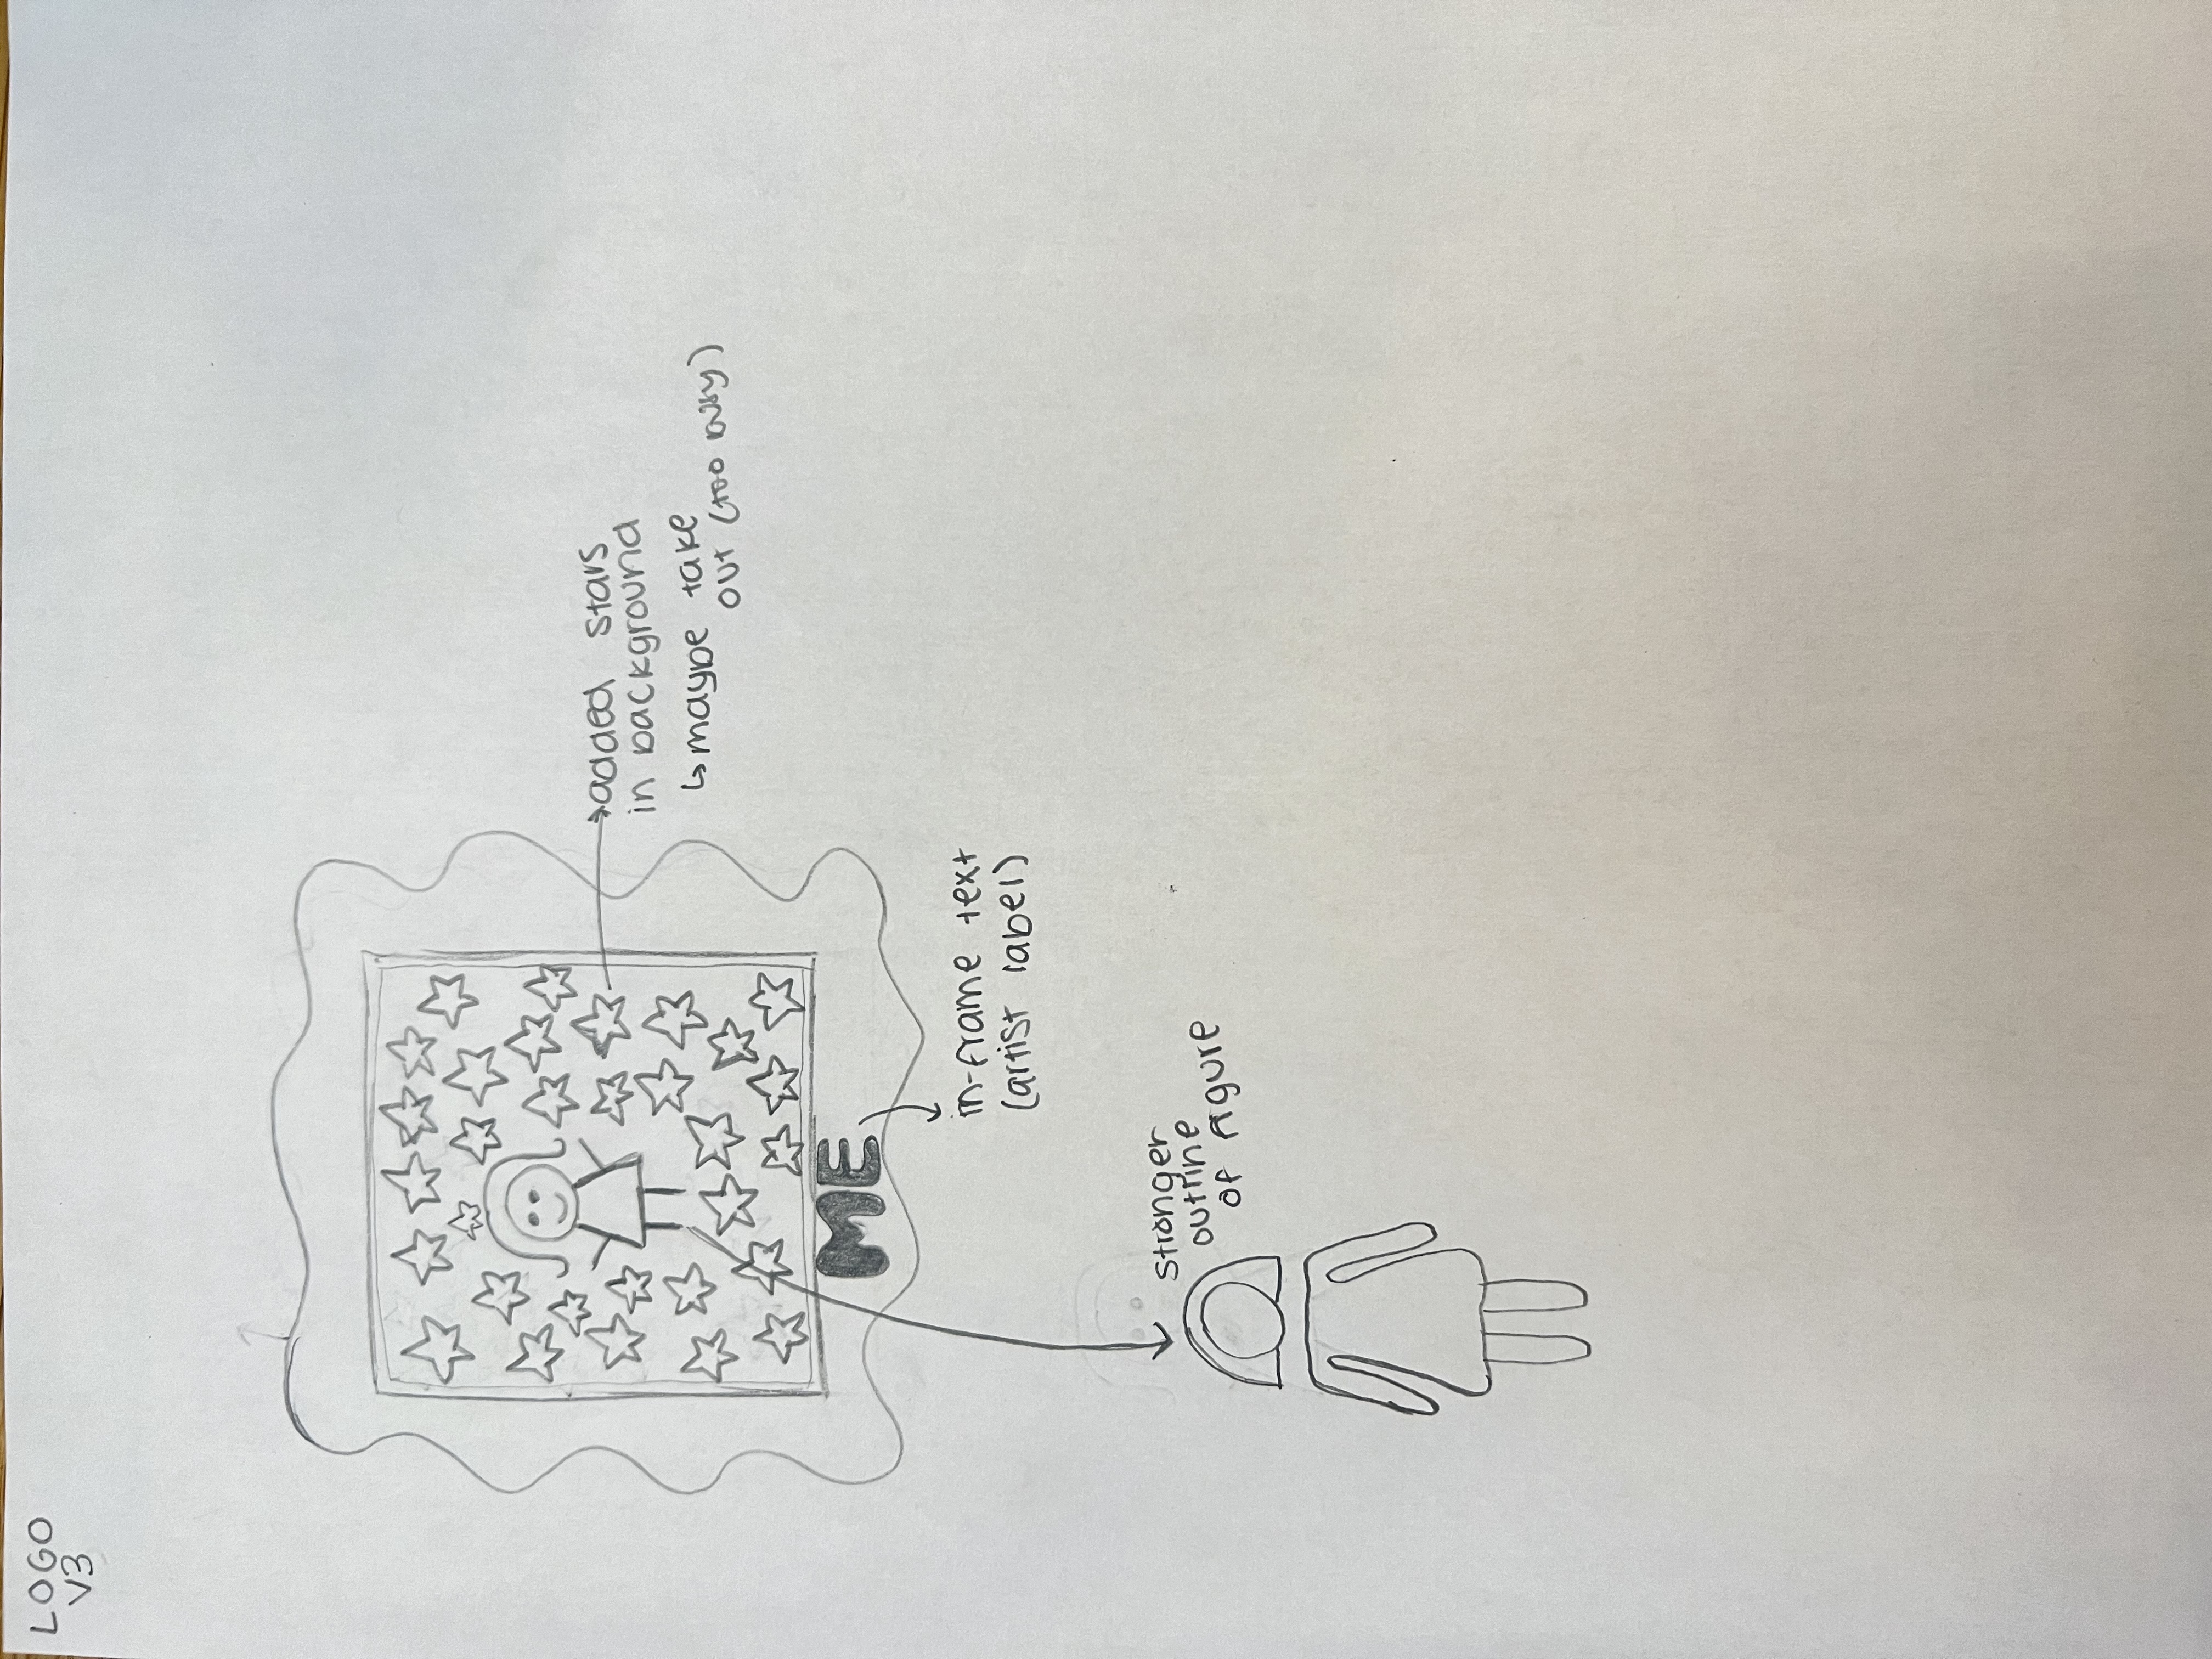 LOGO
V3
added stars
in background
↳ maybe take
out (too busy)
ME
in-frame text
(artist label)
stronger
outline
of figure